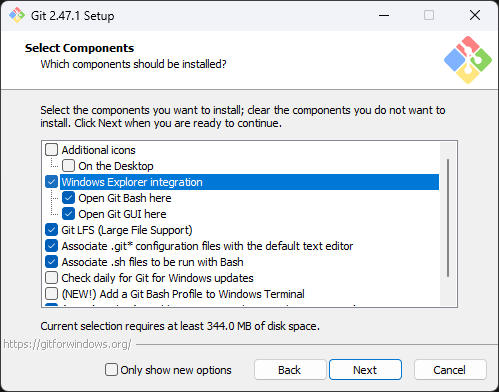 Git 2.47.1 Setup
Select Components
Which components should be installed?
Select the components you want to install; clear the components you do not want to
install. Click Next when you are ready to continue.
Additional icons
On the Desktop
Windows Explorer integration
Open Git Bash here
Open Git GUI here
Git LFS (Large File Support)
Associate .git* configuration files with the default text editor
Associate .sh files to be run with Bash
Check daily for Git for Windows updates
(NEW!) Add a Git Bash Profile to Windows Terminal
Current selection requires at least 344.0 MB of disk space.
https://gitforwindows.org/
Only show new options
Back
Next
Cancel